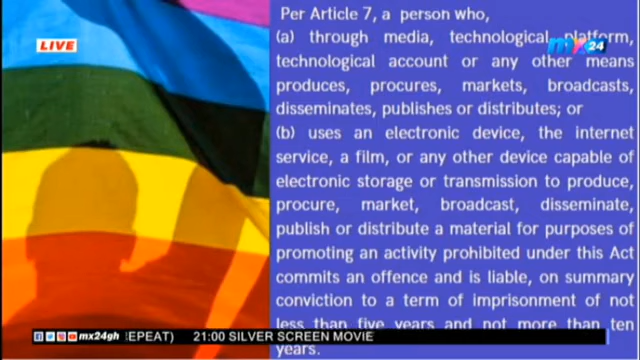 LIVE
Per Article 7, a person who,
(a) through media, technological platform,
mx24
technological account or any other means
produces, procures, markets, broadcasts,
disseminates, publishes or distributes; or
(b) uses an electronic device, the internet
service, a film, or any other device capable of
electronic storage or transmission to produce,
procure, market, broadcast, disseminate,
publish or distribute a material for purposes of
promoting an activity prohibited under this Act
commits an offence and is liable, on summary
conviction to a term of imprisonment of not
less than five years and not more than ten
years.
mx24gh EPEAT) 21:00 SILVER SCREEN MOVIE